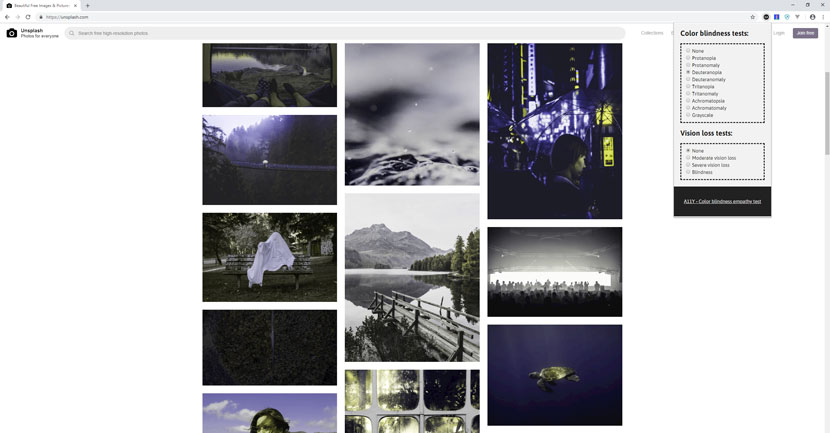 Beautiful Free Images & Pictures
https://unsplash.com
Unsplash
Photos for everyone
Search free high-resolution photos
Collections
Login
Join free
Color blindness tests:
None
Protanopia
Protanomaly
Deuteranopia
Deuteranomaly
Tritanopia
Tritanomaly
Achromatopsia
Achromatomaly
Grayscale
Vision loss tests:
None
Moderate vision loss
Severe vision loss
Blindness
A11Y - Color blindness empathy test